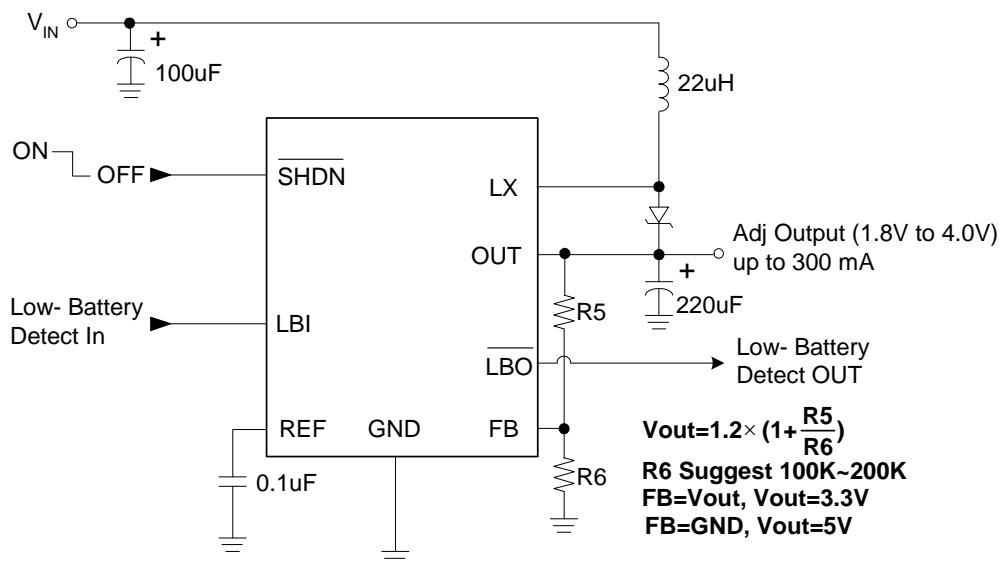 VIN
+
100uF
22uH
ON
OFF
SHDN
LX
OUT
Adj Output (1.8V to 4.0V)
up to 300 mA
+
220uF
R5
Low- Battery
Detect In
LBI
LBO
Low- Battery
Detect OUT
REF
GND
FB
0.1uF
R6
Vout=1.2×(1+R5/R6)
R6 Suggest 100K~200K
FB=Vout, Vout=3.3V
FB=GND, Vout=5V